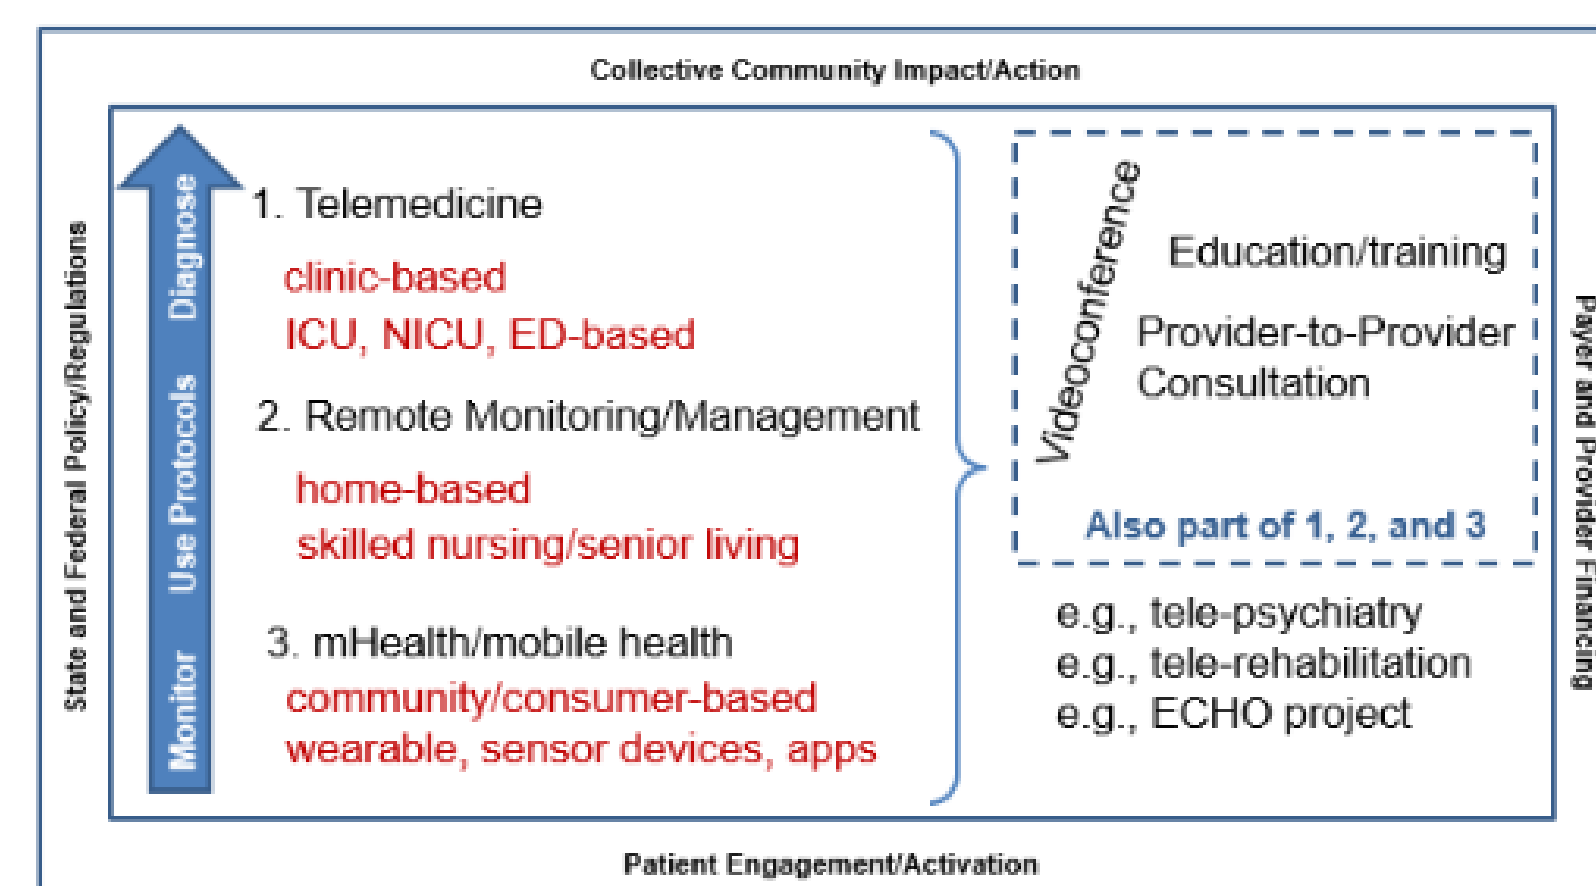 Collective Community Impact/Action
State and Federal Policy/Regulations
Diagnose
Use Protocols
Monitor
1. Telemedicine
clinic-based
ICU, NICU, ED-based
2. Remote Monitoring/Management
home-based
skilled nursing/senior living
3. mHealth/mobile health
community/consumer-based
wearable, sensor devices, apps
Videoconference
Education/training
Provider-to-Provider
Consultation
Also part of 1, 2, and 3
e.g., tele-psychiatry
e.g., tele-rehabilitation
e.g., ECHO project
Payer and Provider Financing
Patient Engagement/Activation